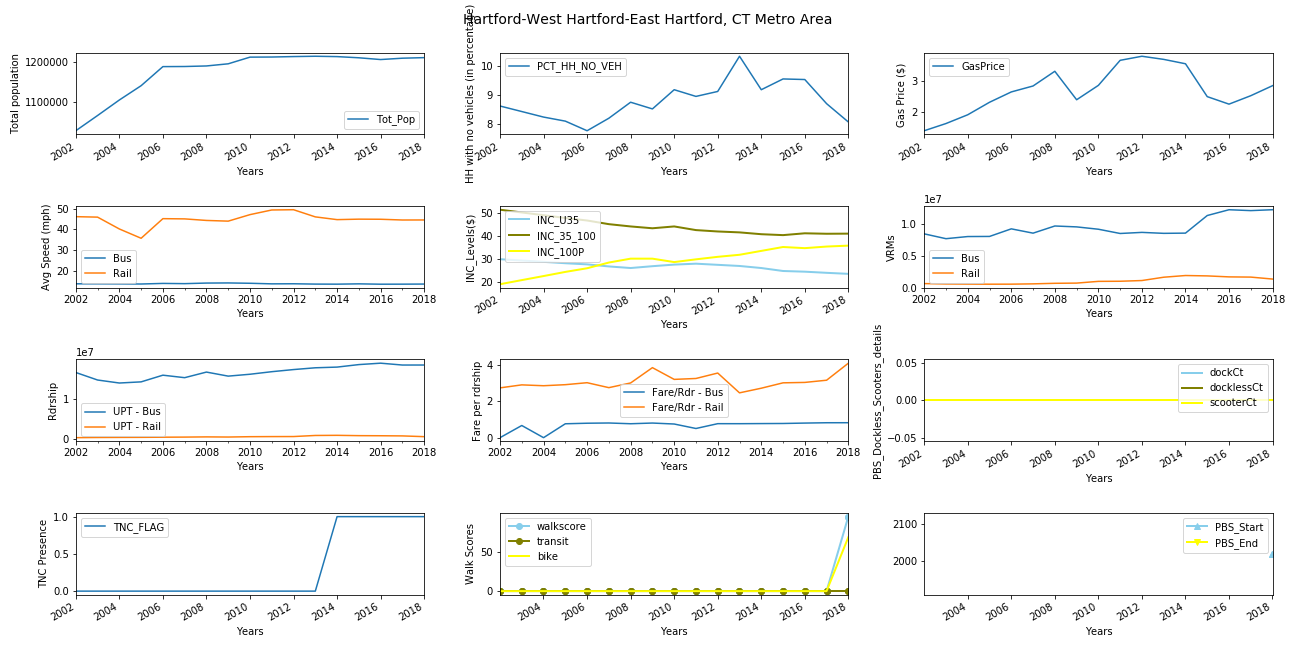 Hartford-West Hartford-East Hartford, CT Metro Area
Total population
1200000
1100000
Tot_Pop
2002 2004 2006 2008 2010 2012 2014 2016 2018
Years
HH with no vehicles (in percentage)
10
9
8
PCT_HH_NO_VEH
2002 2004 2006 2008 2010 2012 2014 2016 2018
Years
Gas Price ($)
3
2
GasPrice
2002 2004 2006 2008 2010 2012 2014 2016 2018
Years
Avg Speed (mph)
50
40
30
20
Bus
Rail
2002 2004 2006 2008 2010 2012 2014 2016 2018
Years
INC_Levels($)
50
40
30
20
INC_U35
INC_35_100
INC_100P
2002 2004 2006 2008 2010 2012 2014 2016 2018
Years
1e7
VRMs
1.0
0.5
0.0
Bus
Rail
2002 2004 2006 2008 2010 2012 2014 2016 2018
Years
1e7
Rdrship
1
0
UPT - Bus
UPT - Rail
2002 2004 2006 2008 2010 2012 2014 2016 2018
Years
Fare per rdrship
4
2
0
Fare/Rdr - Bus
Fare/Rdr - Rail
2002 2004 2006 2008 2010 2012 2014 2016 2018
Years
PBS_Dockless_Scooters_details
0.05
0.00
−0.05
dockCt
docklessCt
scooterCt
2002 2004 2006 2008 2010 2012 2014 2016 2018
Years
TNC Presence
1.0
0.5
0.0
TNC_FLAG
2002 2004 2006 2008 2010 2012 2014 2016 2018
Years
Walk Scores
50
0
walkscore
transit
bike
2004 2006 2008 2010 2012 2014 2016 2018
Years
2100
2000
PBS_Start
PBS_End
2004 2006 2008 2010 2012 2014 2016 2018
Years